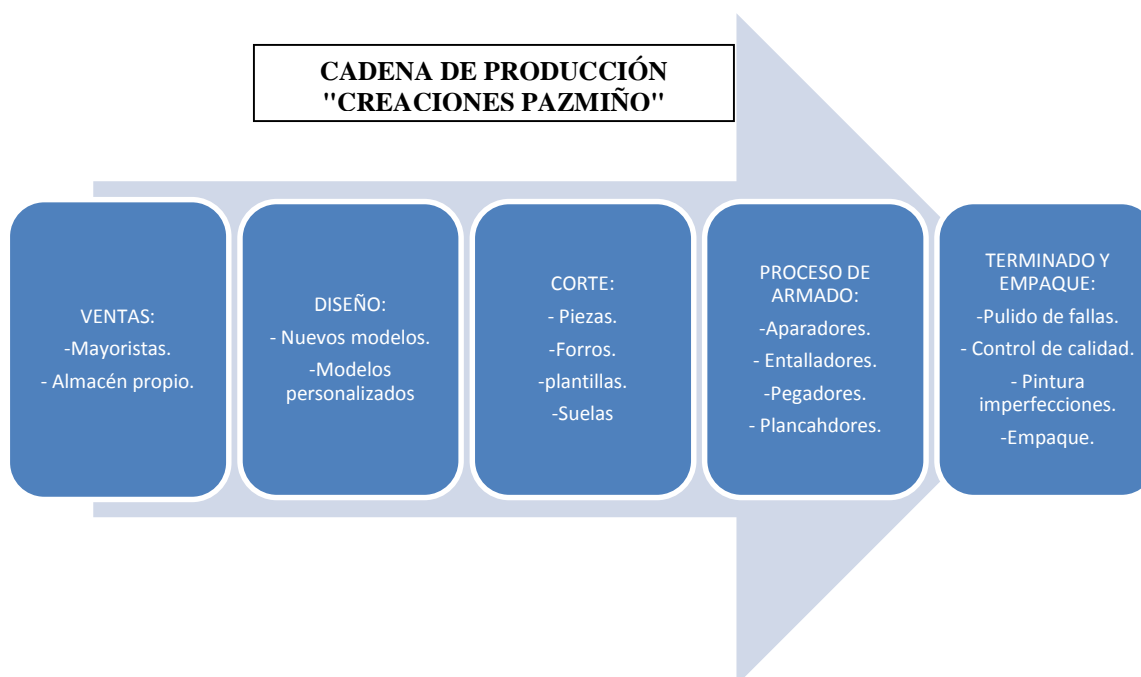 CADENA DE PRODUCCIÓN
"CREACIONES PAZMIÑO"
VENTAS:
-Mayoristas.
- Almacén propio.
DISEÑO:
- Nuevos modelos.
-Modelos
personalizados
CORTE:
- Piezas.
-Forros.
-plantillas.
-Suelas
PROCESO DE
ARMADO:
-Aparadores.
- Entalladores.
-Pegadores.
- Plancahdores.
TERMINADO Y
EMPAQUE:
-Pulido de fallas.
- Control de calidad.
- Pintura
imperfecciones.
-Empaque.